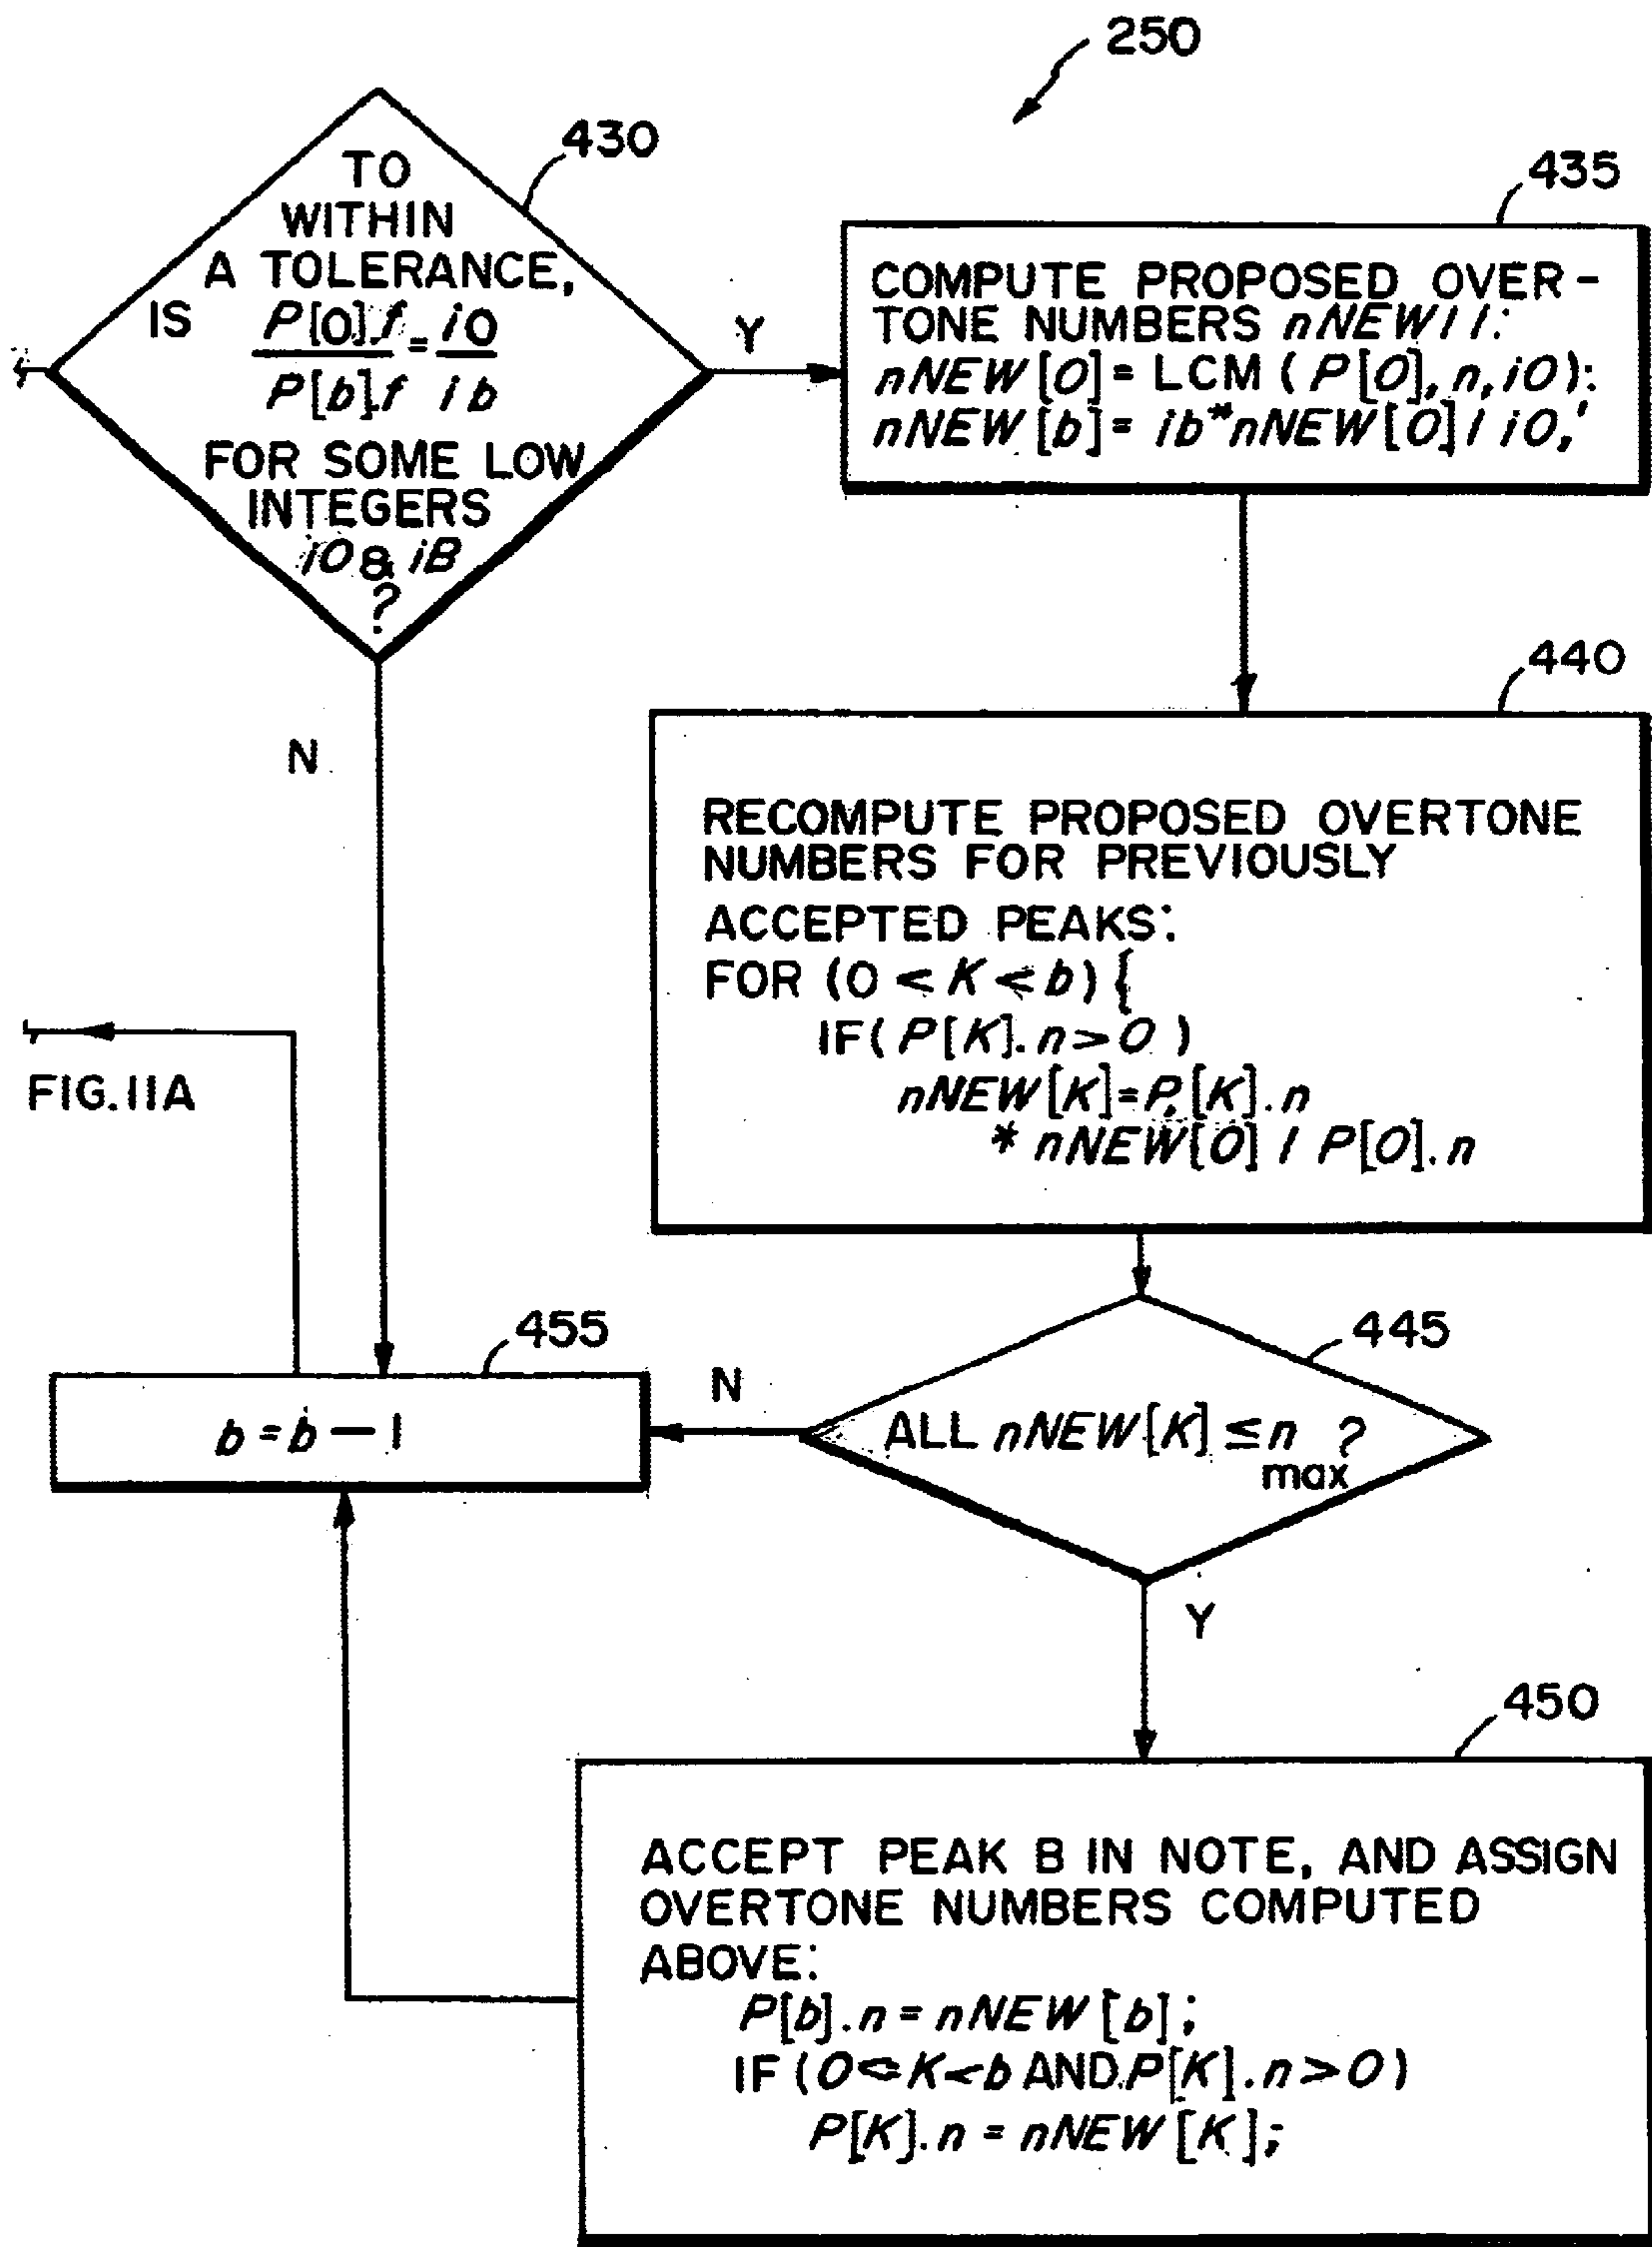 250
430
TO
WITHIN
A TOLERANCE,
IS P[0].f = i0
P[b].f ib
FOR SOME LOW
INTEGERS
i0 & iB
?
Y
N
435
COMPUTE PROPOSED OVER-
TONE NUMBERS nNEW[]:
nNEW[0] = LCM (P[0],n,i0):
nNEW[b] = ib*nNEW[0] / i0,'
440
RECOMPUTE PROPOSED OVERTONE
NUMBERS FOR PREVIOUSLY
ACCEPTED PEAKS:
FOR (0 < K < b) {
IF( P[K].n>0 )
nNEW[K]=P,[K].n
* nNEW[0] / P[0].n
FIG.11A
455
b = b - 1
N
445
ALL nNEW[K] ≤ n max ?
Y
450
ACCEPT PEAK B IN NOTE, AND ASSIGN
OVERTONE NUMBERS COMPUTED
ABOVE:
P[b].n = nNEW[b];
IF (0<=K<b AND.P[K].n>0)
P[K].n = nNEW[K];